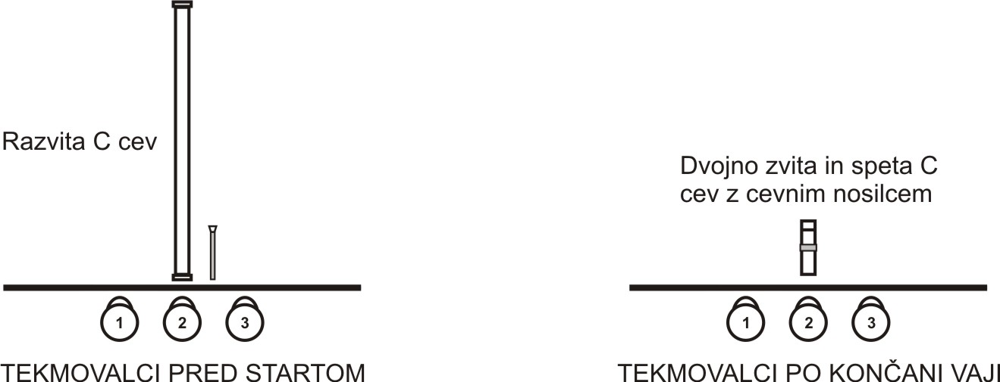 Razvita C cev
1 2 3
TEKMOVALCI PRED STARTOM
Dvojno zvita in speta C
cev z cevnim nosilcem
1 2 3
TEKMOVALCI PO KONČANI VAJI